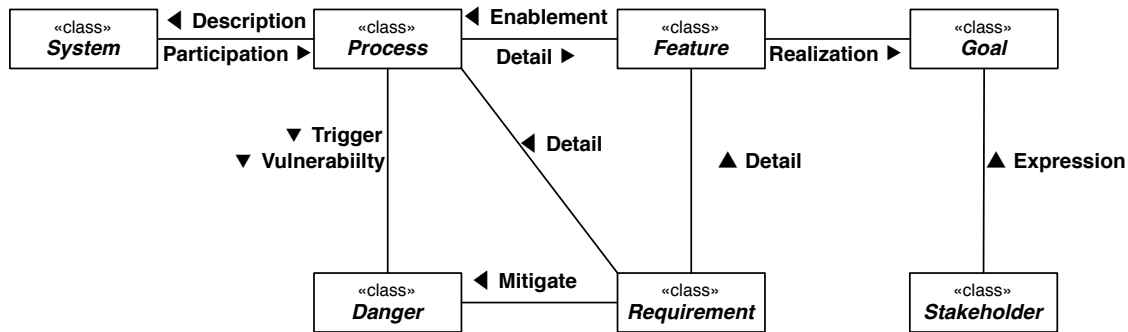 «class»
System
◀ Description
Participation ▶
«class»
Process
◀ Enablement
Detail ▶
«class»
Feature
Realization ▶
«class»
Goal
▼ Trigger
▼ Vulnerabiilty
◀ Detail
▲ Detail
▲ Expression
«class»
Danger
◀ Mitigate
«class»
Requirement
«class»
Stakeholder